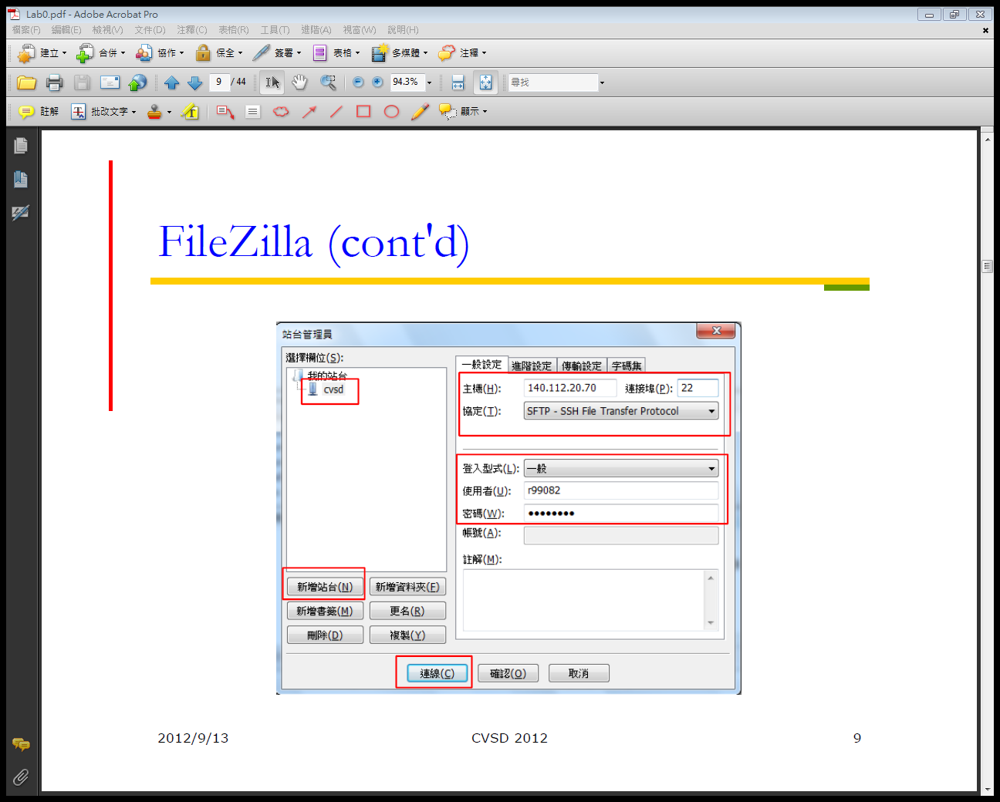 Lab0.pdf - Adobe Acrobat Pro
檔案(F) 編輯(E) 檢視(V) 文件(D) 注釋(C) 表格(R) 工具(T) 進階(A) 視窗(W) 說明(H)
建立 合併 協作 保全 簽署 表格 多媒體 注釋
9 / 44 94.3% 尋找
註解 批改文字 顯示
FileZilla (cont'd)
站台管理員
選擇欄位(S):
我的站台
cvsd
新增站台(N) 新增資料夾(F)
新增書籤(M) 更名(R)
刪除(D) 複製(Y)
一般設定 進階設定 傳輸設定 字碼集
主機(H): 140.112.20.70 連接埠(P): 22
協定(T): SFTP - SSH File Transfer Protocol
登入型式(L): 一般
使用者(U): r99082
密碼(W): ●●●●●●●●
帳號(A):
註解(M):
連線(C) 確認(O) 取消
2012/9/13 CVSD 2012 9